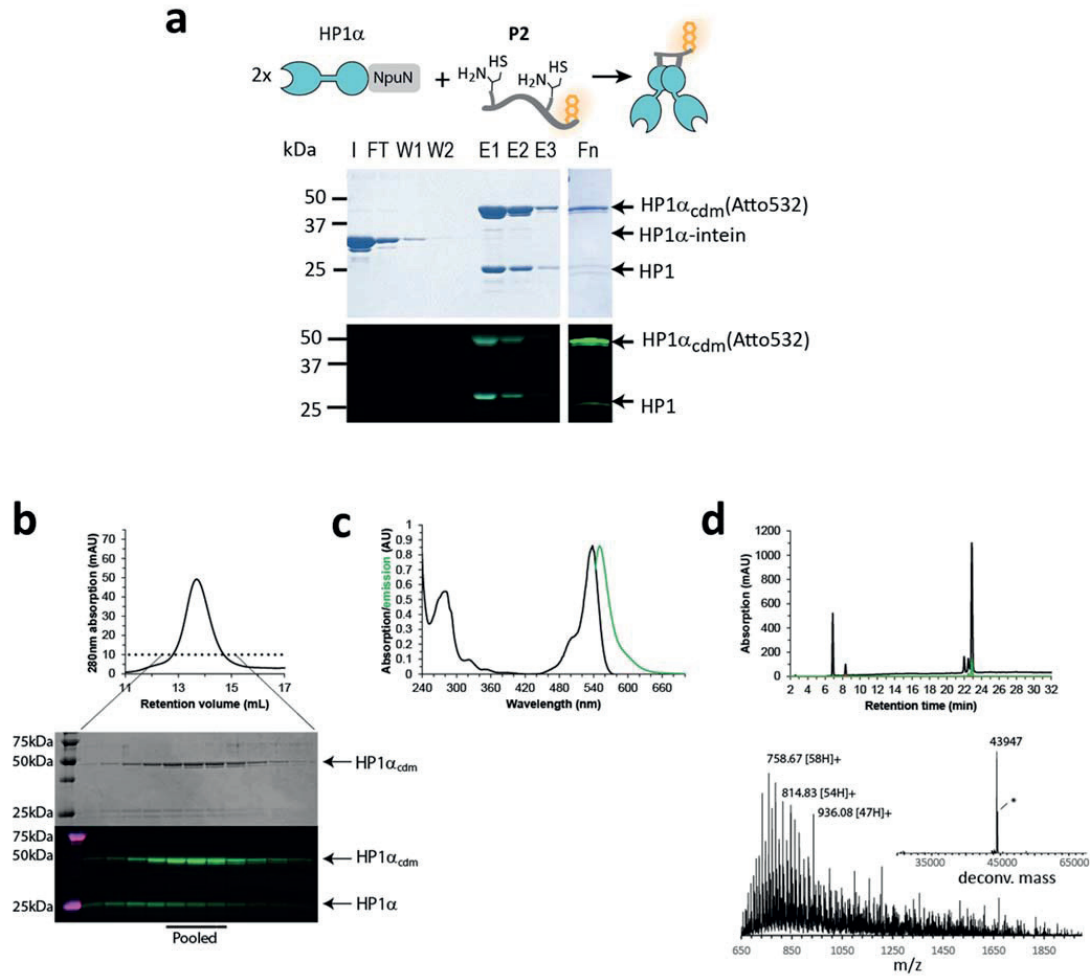 a
HP1α
P2
2x
NpuN
+
H₂N
HS
H₂N
HS
kDa
I FT W1 W2 E1 E2 E3 Fn
50
37
25
HP1αcdm(Atto532)
HP1α-intein
HP1
50
37
25
HP1αcdm(Atto532)
HP1
b
280nm absorption (mAU)
70
60
50
40
30
20
10
0
11 13 15 17
Retention volume (mL)
75kDa
50kDa
25kDa
HP1αcdm
75kDa
50kDa
25kDa
HP1αcdm
HP1α
Pooled
c
Absorption/emission (AU)
1
0.9
0.8
0.7
0.6
0.5
0.4
0.3
0.2
0.1
0
240 300 360 420 480 540 600 660
Wavelength (nm)
d
Absorption (mAU)
1200
1000
800
600
400
200
0
2 4 6 8 10 12 14 16 18 20 22 24 26 28 30 32
Retention time (min)
758.67 [58H]+
814.83 [54H]+
936.08 [47H]+
43947
*
35000 45000 65000
deconv. mass
650 850 1050 1250 1450 1650 1850
m/z